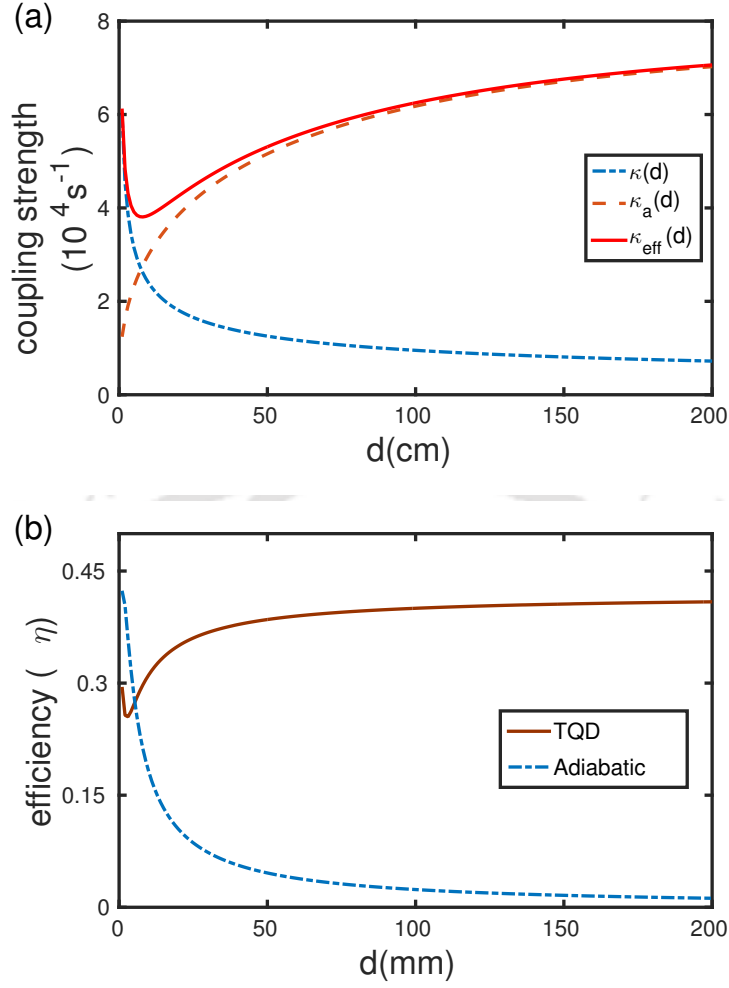 (a)
8
6
4
2
0
coupling strength
(10 4 s-1)
κ(d)
κa(d)
κeff(d)
0 50 100 150 200
d(cm)
(b)
0.45
0.3
0.15
0
efficiency ( η)
TQD
Adiabatic
0 50 100 150 200
d(mm)